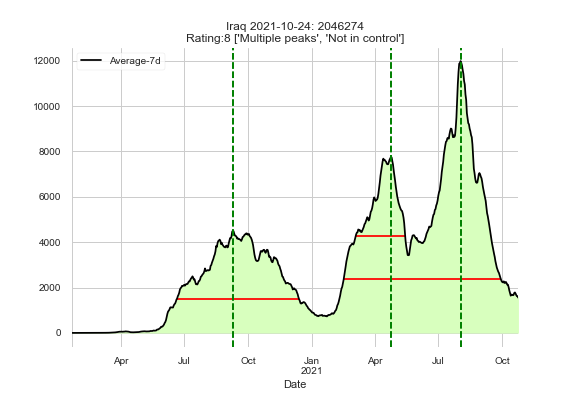 Iraq 2021-10-24: 2046274
Rating:8 ['Multiple peaks', 'Not in control']
Average-7d
12000
10000
8000
6000
4000
2000
0
Apr Jul Oct Jan Apr Jul Oct
2021
Date